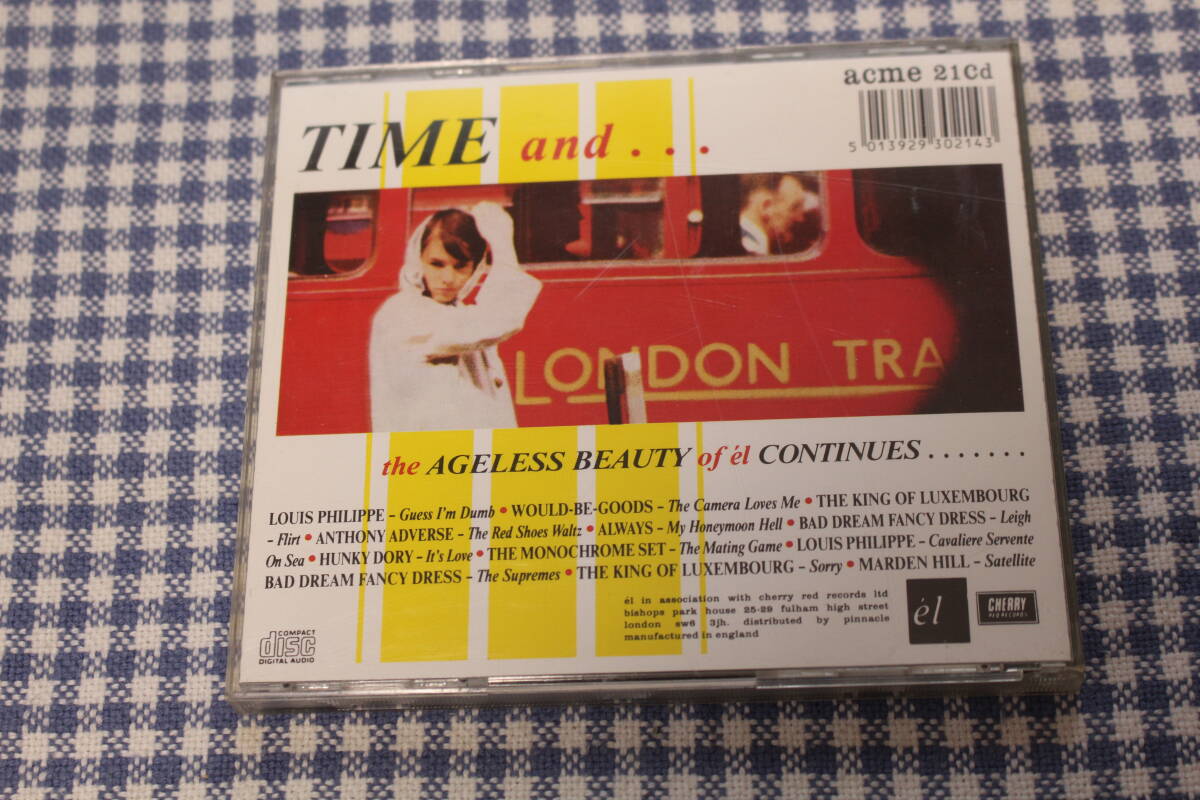 acme 21Cd
5 013929 302143
TIME and . . .
LONDON TRA
the AGELESS BEAUTY of él CONTINUES . . . . . . .
LOUIS PHILIPPE – Guess I'm Dumb • WOULD-BE-GOODS – The Camera Loves Me • THE KING OF LUXEMBOURG
– Flirt • ANTHONY ADVERSE – The Red Shoes Waltz • ALWAYS – My Honeymoon Hell • BAD DREAM FANCY DRESS – Leigh
On Sea • HUNKY DORY – It's Love • THE MONOCHROME SET – The Mating Game • LOUIS PHILIPPE – Cavaliere Servente
BAD DREAM FANCY DRESS – The Supremes • THE KING OF LUXEMBOURG – Sorry • MARDEN HILL – Satellite
él in association with cherry red records ltd
bishops park house 25-29 fulham high street
london sw6 3jh. distributed by pinnacle
manufactured in england
él
CHERRY
RED RECORDS
COMPACT
disc
DIGITAL AUDIO